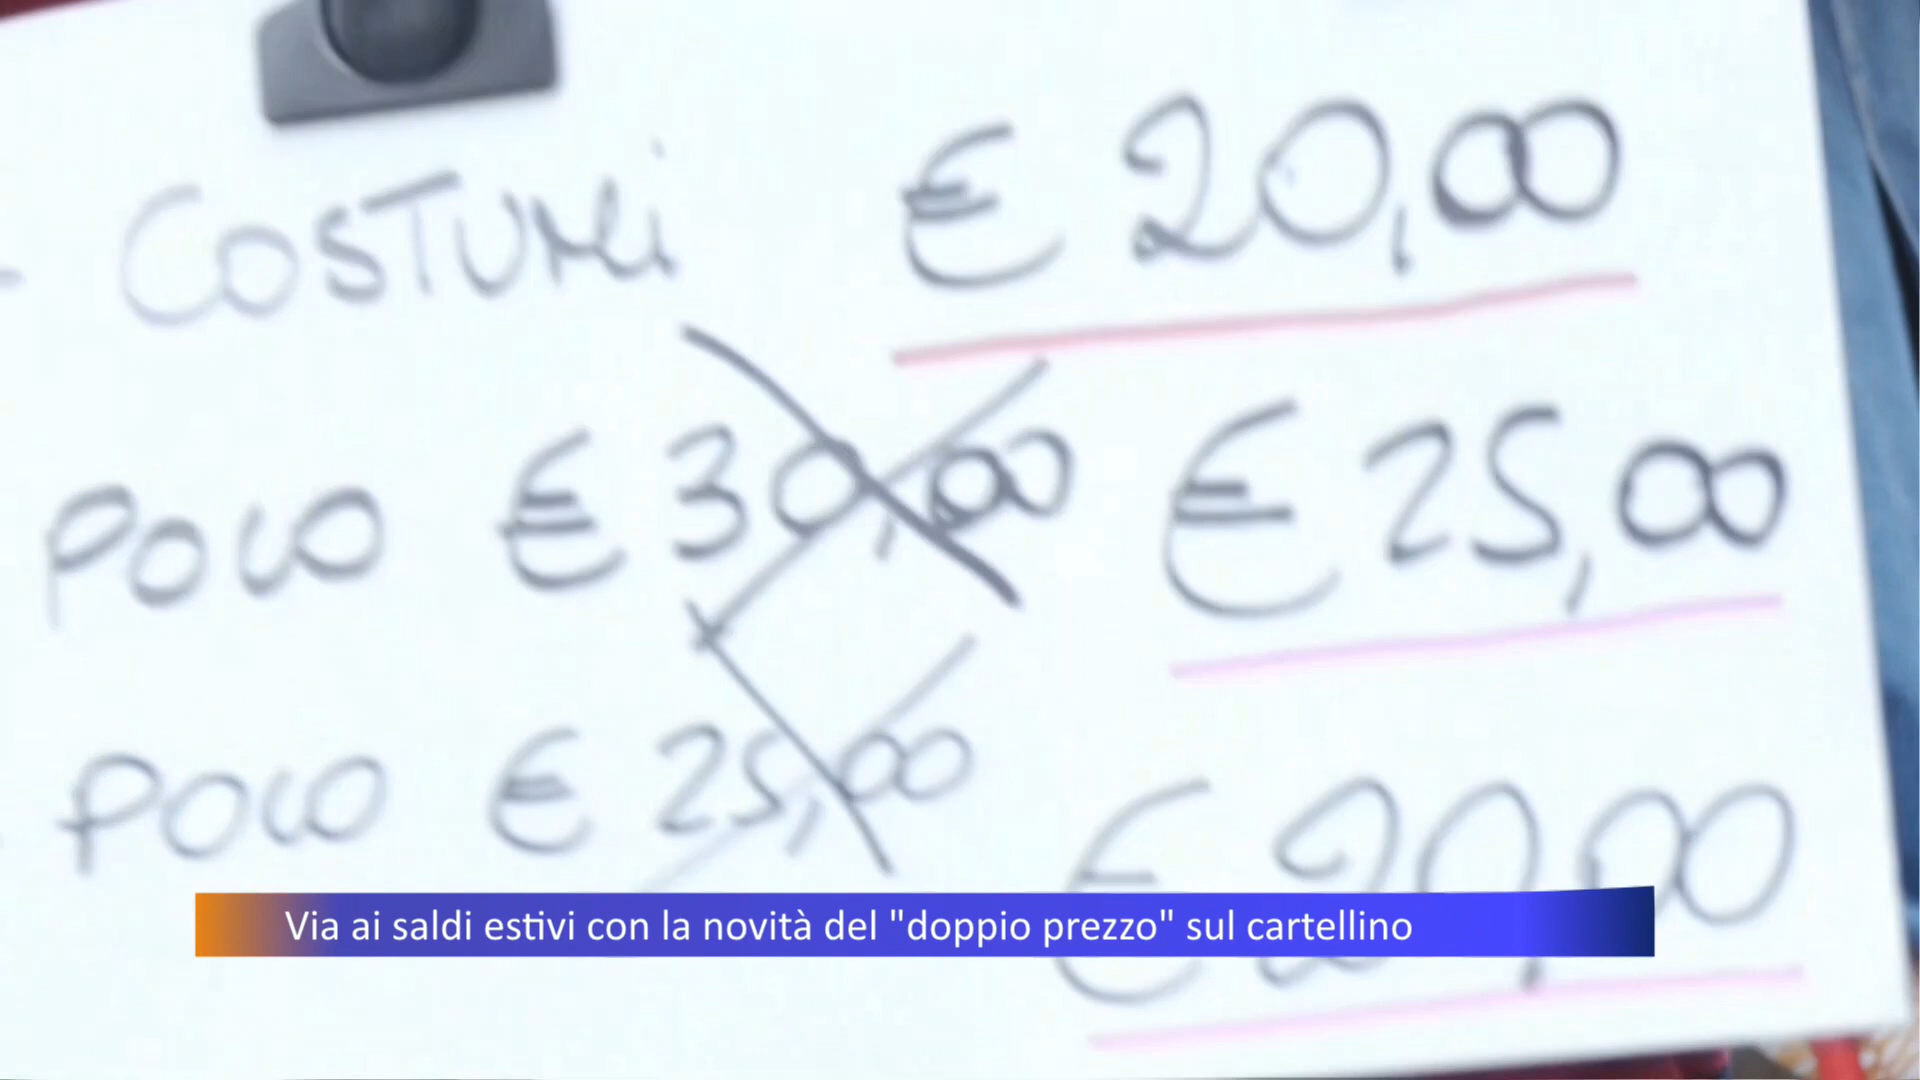 - COSTUMi € 20,00
POLO € 30,00 € 25,00
POLO € 25,00 € 20,00
Via ai saldi estivi con la novità del "doppio prezzo" sul cartellino